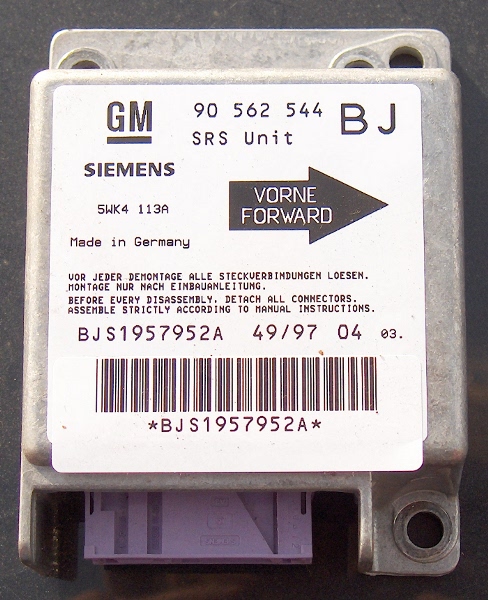 GM 90 562 544 BJ
SRS Unit
SIEMENS
5WK4 113A
VORNE
FORWARD
Made in Germany
VOR JEDER DEMONTAGE ALLE STECKVERBINDUNGEN LOESEN.
MONTAGE NUR NACH EINBAUANLEITUNG.
BEFORE EVERY DISASSEMBLY, DETACH ALL CONNECTORS.
ASSEMBLE STRICTLY ACCORDING TO MANUAL INSTRUCTIONS.
BJS1957952A 49/97 04 03.
*BJS1957952A*